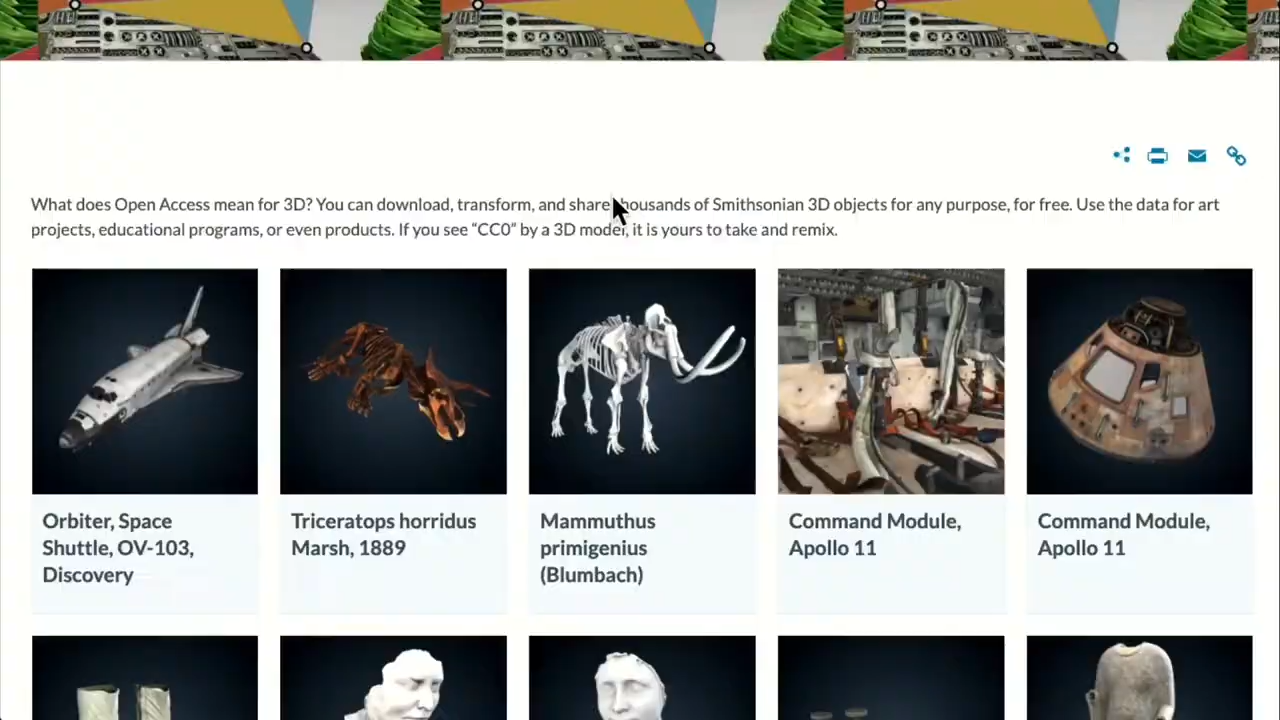 What does Open Access mean for 3D? You can download, transform, and share housands of Smithsonian 3D objects for any purpose, for free. Use the data for art
projects, educational programs, or even products. If you see “CC0” by a 3D model, it is yours to take and remix.
Orbiter, Space
Shuttle, OV-103,
Discovery
Triceratops horridus
Marsh, 1889
Mammuthus
primigenius
(Blumbach)
Command Module,
Apollo 11
Command Module,
Apollo 11